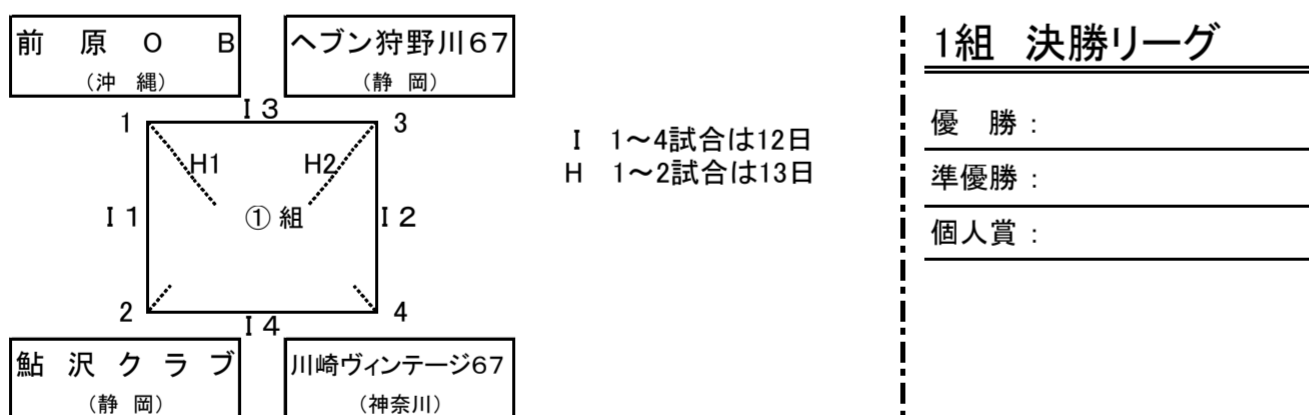 前 原 O B
(沖 縄)
ヘブン狩野川67
(静 岡)
I 3
1
3
H1
H2
I 1
① 組
I 2
2
4
I 4
鮎 沢 ク ラ ブ
(静 岡)
川崎ヴィンテージ67
(神奈川)
I 1~4試合は12日
H 1~2試合は13日
1組 決勝リーグ
優 勝:
準優勝:
個人賞: